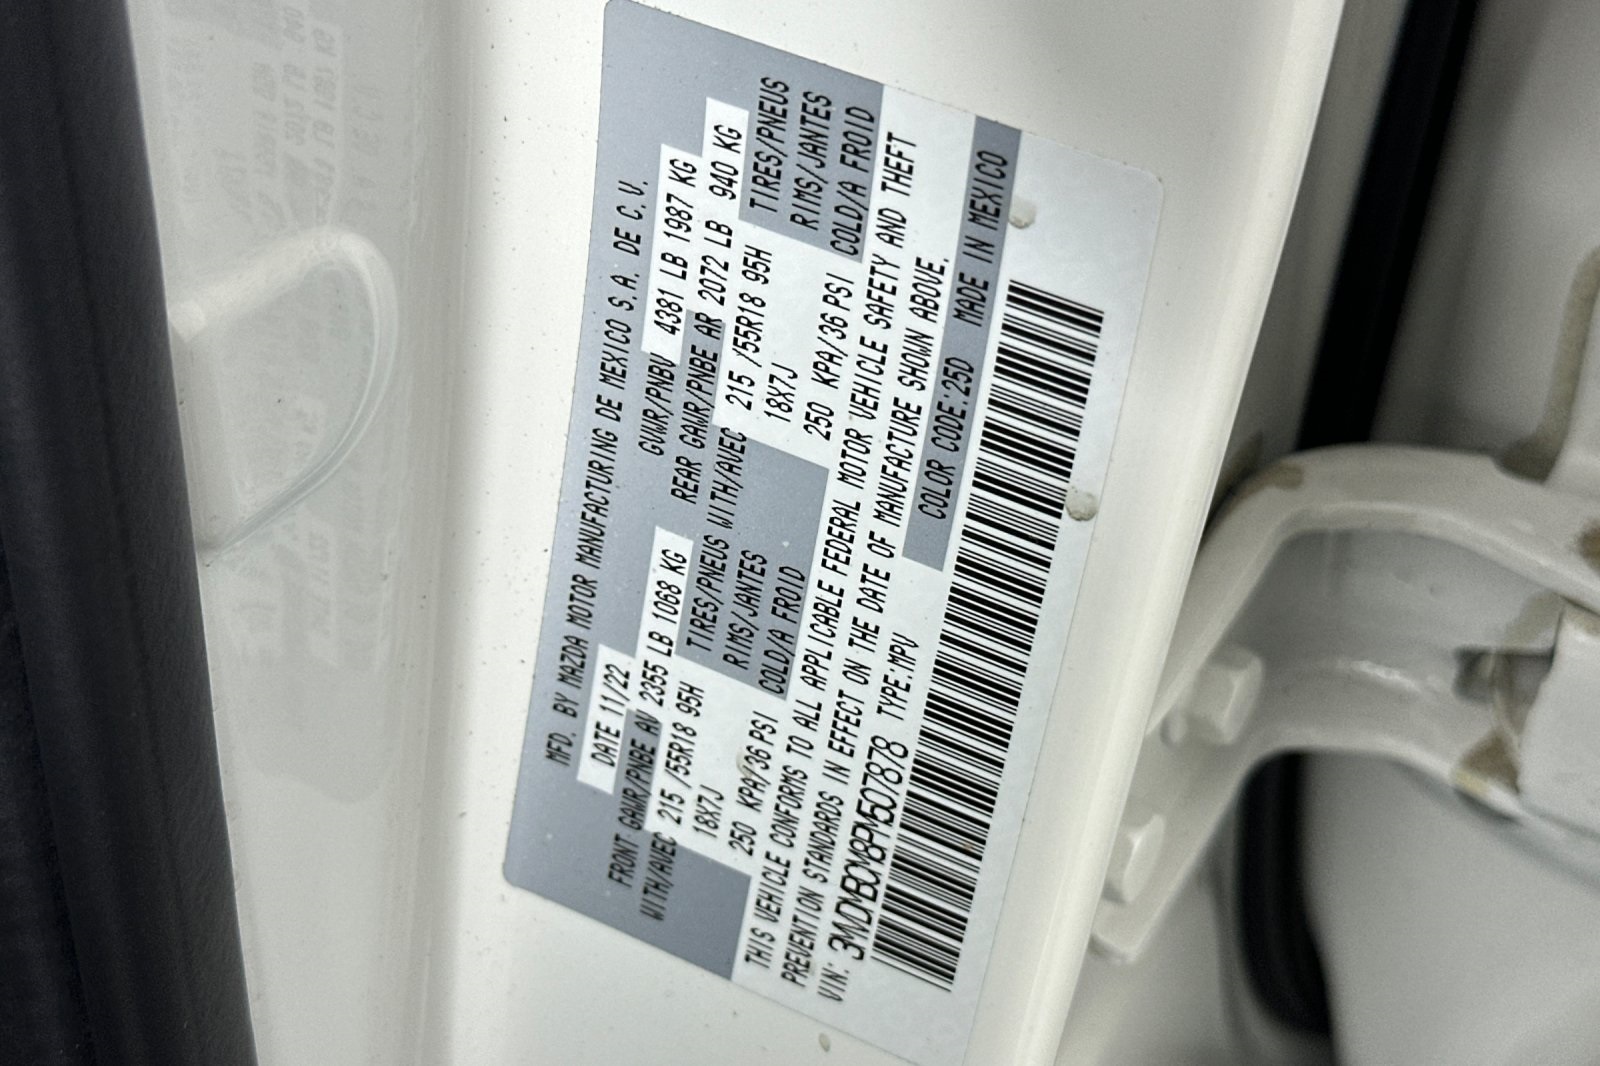 MFD. BY MAZDA MOTOR MANUFACTURING DE MEXICO S.A. DE C.V.
DATE 11/22 GVWR/PNBV 4381 LB 1987 KG
FRONT GAWR/PNBE AV 2355 LB 1068 KG REAR GAWR/PNBE AR 2072 LB 940 KG
WITH/AVEC 215 /55R18 95H TIRES/PNEUS WITH/AVEC 215 /55R18 95H TIRES/PNEUS
18X7J RIMS/JANTES 18X7J RIMS/JANTES
250 KPA/36 PSI COLD/A FROID 250 KPA/36 PSI COLD/A FROID
THIS VEHICLE CONFORMS TO ALL APPLICABLE FEDERAL MOTOR VEHICLE SAFETY AND THEFT
PREVENTION STANDARDS IN EFFECT ON THE DATE OF MANUFACTURE SHOWN ABOVE.
VIN: 3MVDMBCM8PM507878 TYPE:MPV COLOR CODE:25D MADE IN MEXICO